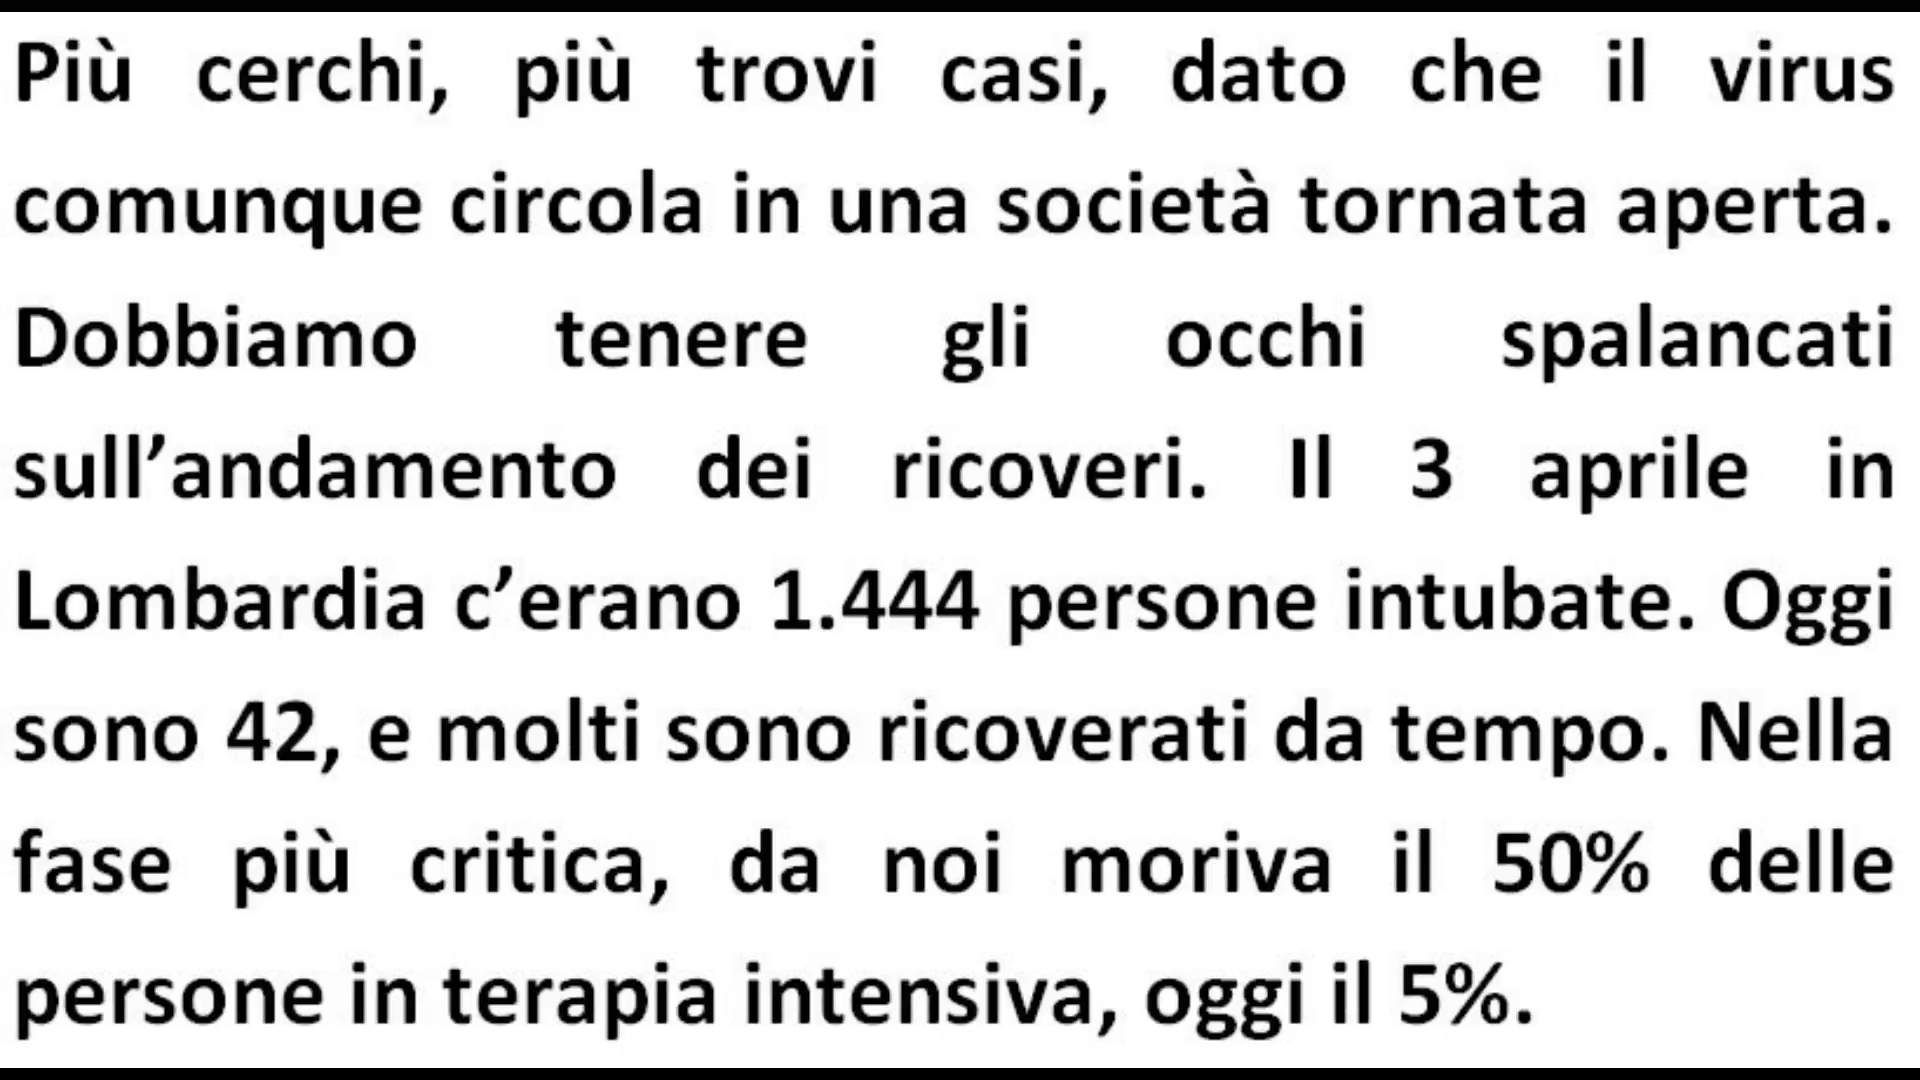 Più cerchi, più trovi casi, dato che il virus
comunque circola in una società tornata aperta.
Dobbiamo tenere gli occhi spalancati
sull’andamento dei ricoveri. Il 3 aprile in
Lombardia c’erano 1.444 persone intubate. Oggi
sono 42, e molti sono ricoverati da tempo. Nella
fase più critica, da noi moriva il 50% delle
persone in terapia intensiva, oggi il 5%.